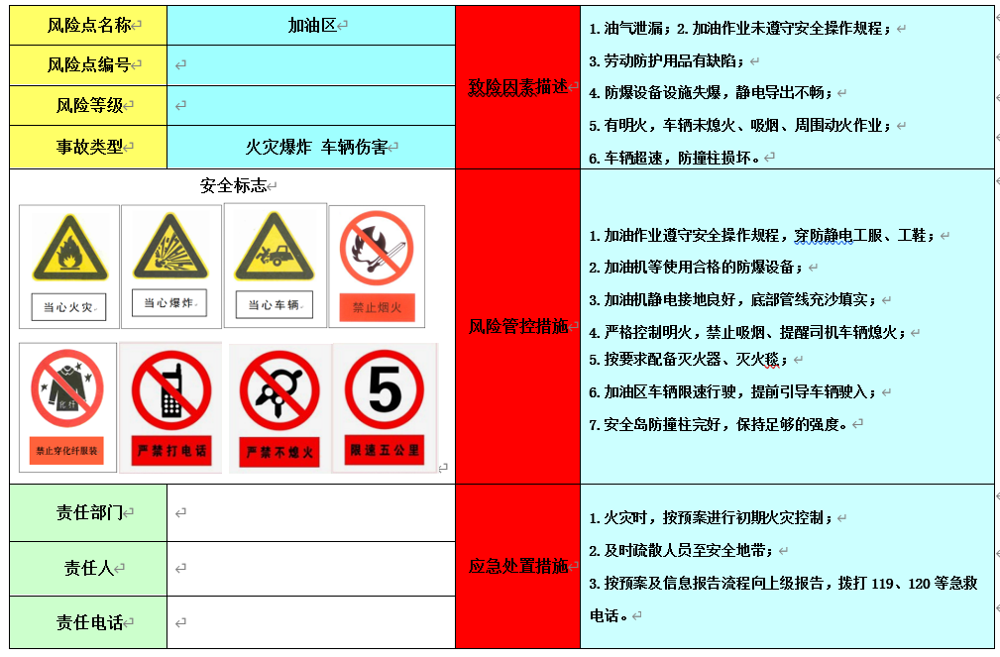 风险点名称
加油区
风险点编号
风险等级
事故类型
火灾爆炸 车辆伤害
致险因素描述
1.油气泄漏；2.加油作业未遵守安全操作规程；
3.劳动防护用品有缺陷；
4.防爆设备设施失爆，静电导出不畅；
5.有明火，车辆未熄火、吸烟、周围动火作业；
6.车辆超速，防撞柱损坏。
安全标志
当心火灾
当心爆炸
当心车辆
禁止烟火
化纤
禁止穿化纤服装
严禁打电话
严禁不熄火
5
限速五公里
风险管控措施
1.加油作业遵守安全操作规程，穿防静电工服、工鞋；
2.加油机等使用合格的防爆设备；
3.加油机静电接地良好，底部管线充沙填实；
4.严格控制明火，禁止吸烟、提醒司机车辆熄火；
5.按要求配备灭火器、灭火毯；
6.加油区车辆限速行驶，提前引导车辆驶入；
7.安全岛防撞柱完好，保持足够的强度。
责任部门
责任人
责任电话
应急处置措施
1.火灾时，按预案进行初期火灾控制；
2.及时疏散人员至安全地带；
3.按预案及信息报告流程向上级报告，拨打 119、120 等急救
电话。